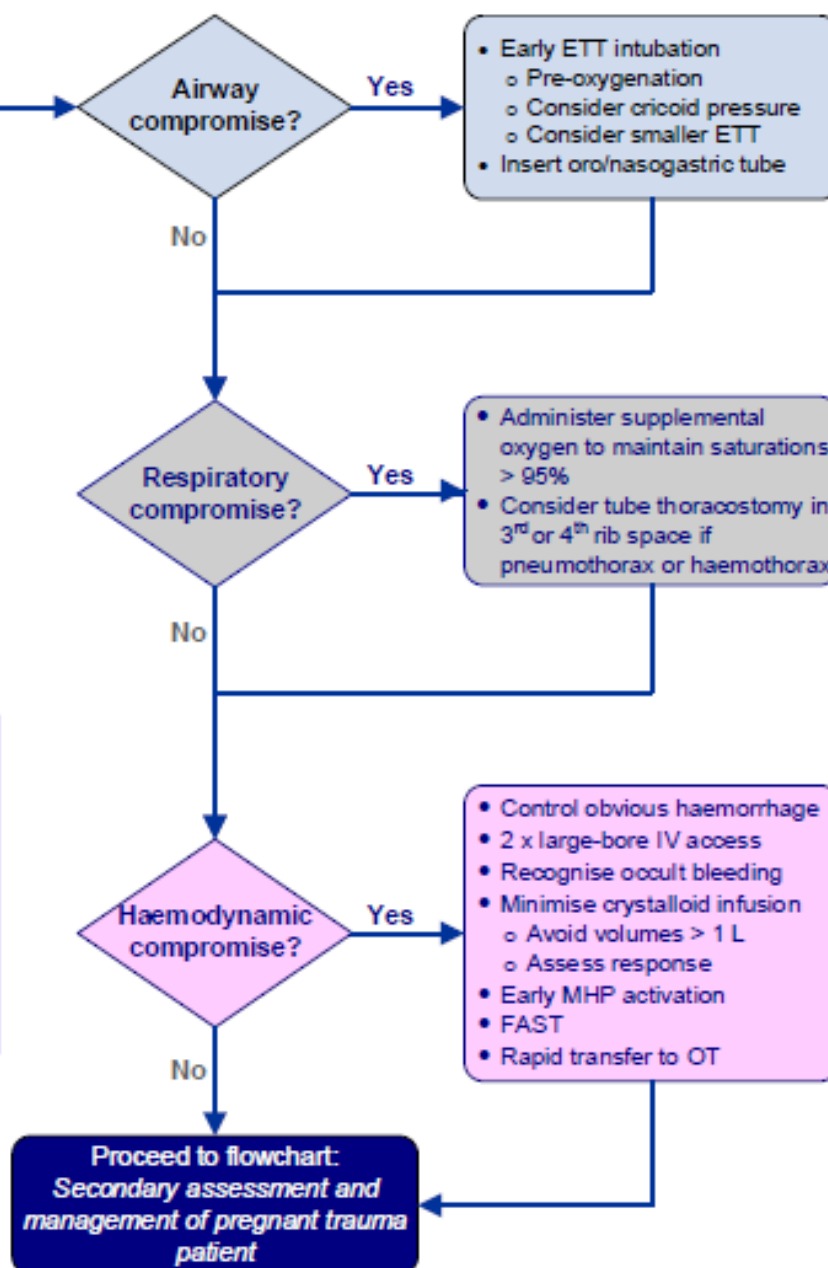 Airway
compromise?
Yes
• Early ETT intubation
o Pre-oxygenation
o Consider cricoid pressure
o Consider smaller ETT
• Insert oro/nasogastric tube
No
Respiratory
compromise?
Yes
• Administer supplemental
oxygen to maintain saturations
> 95%
• Consider tube thoracostomy in
3rd or 4th rib space if
pneumothorax or haemothorax
No
Haemodynamic
compromise?
Yes
• Control obvious haemorrhage
• 2 x large-bore IV access
• Recognise occult bleeding
• Minimise crystalloid infusion
o Avoid volumes > 1 L
o Assess response
• Early MHP activation
• FAST
• Rapid transfer to OT
No
Proceed to flowchart:
Secondary assessment and
management of pregnant trauma
patient